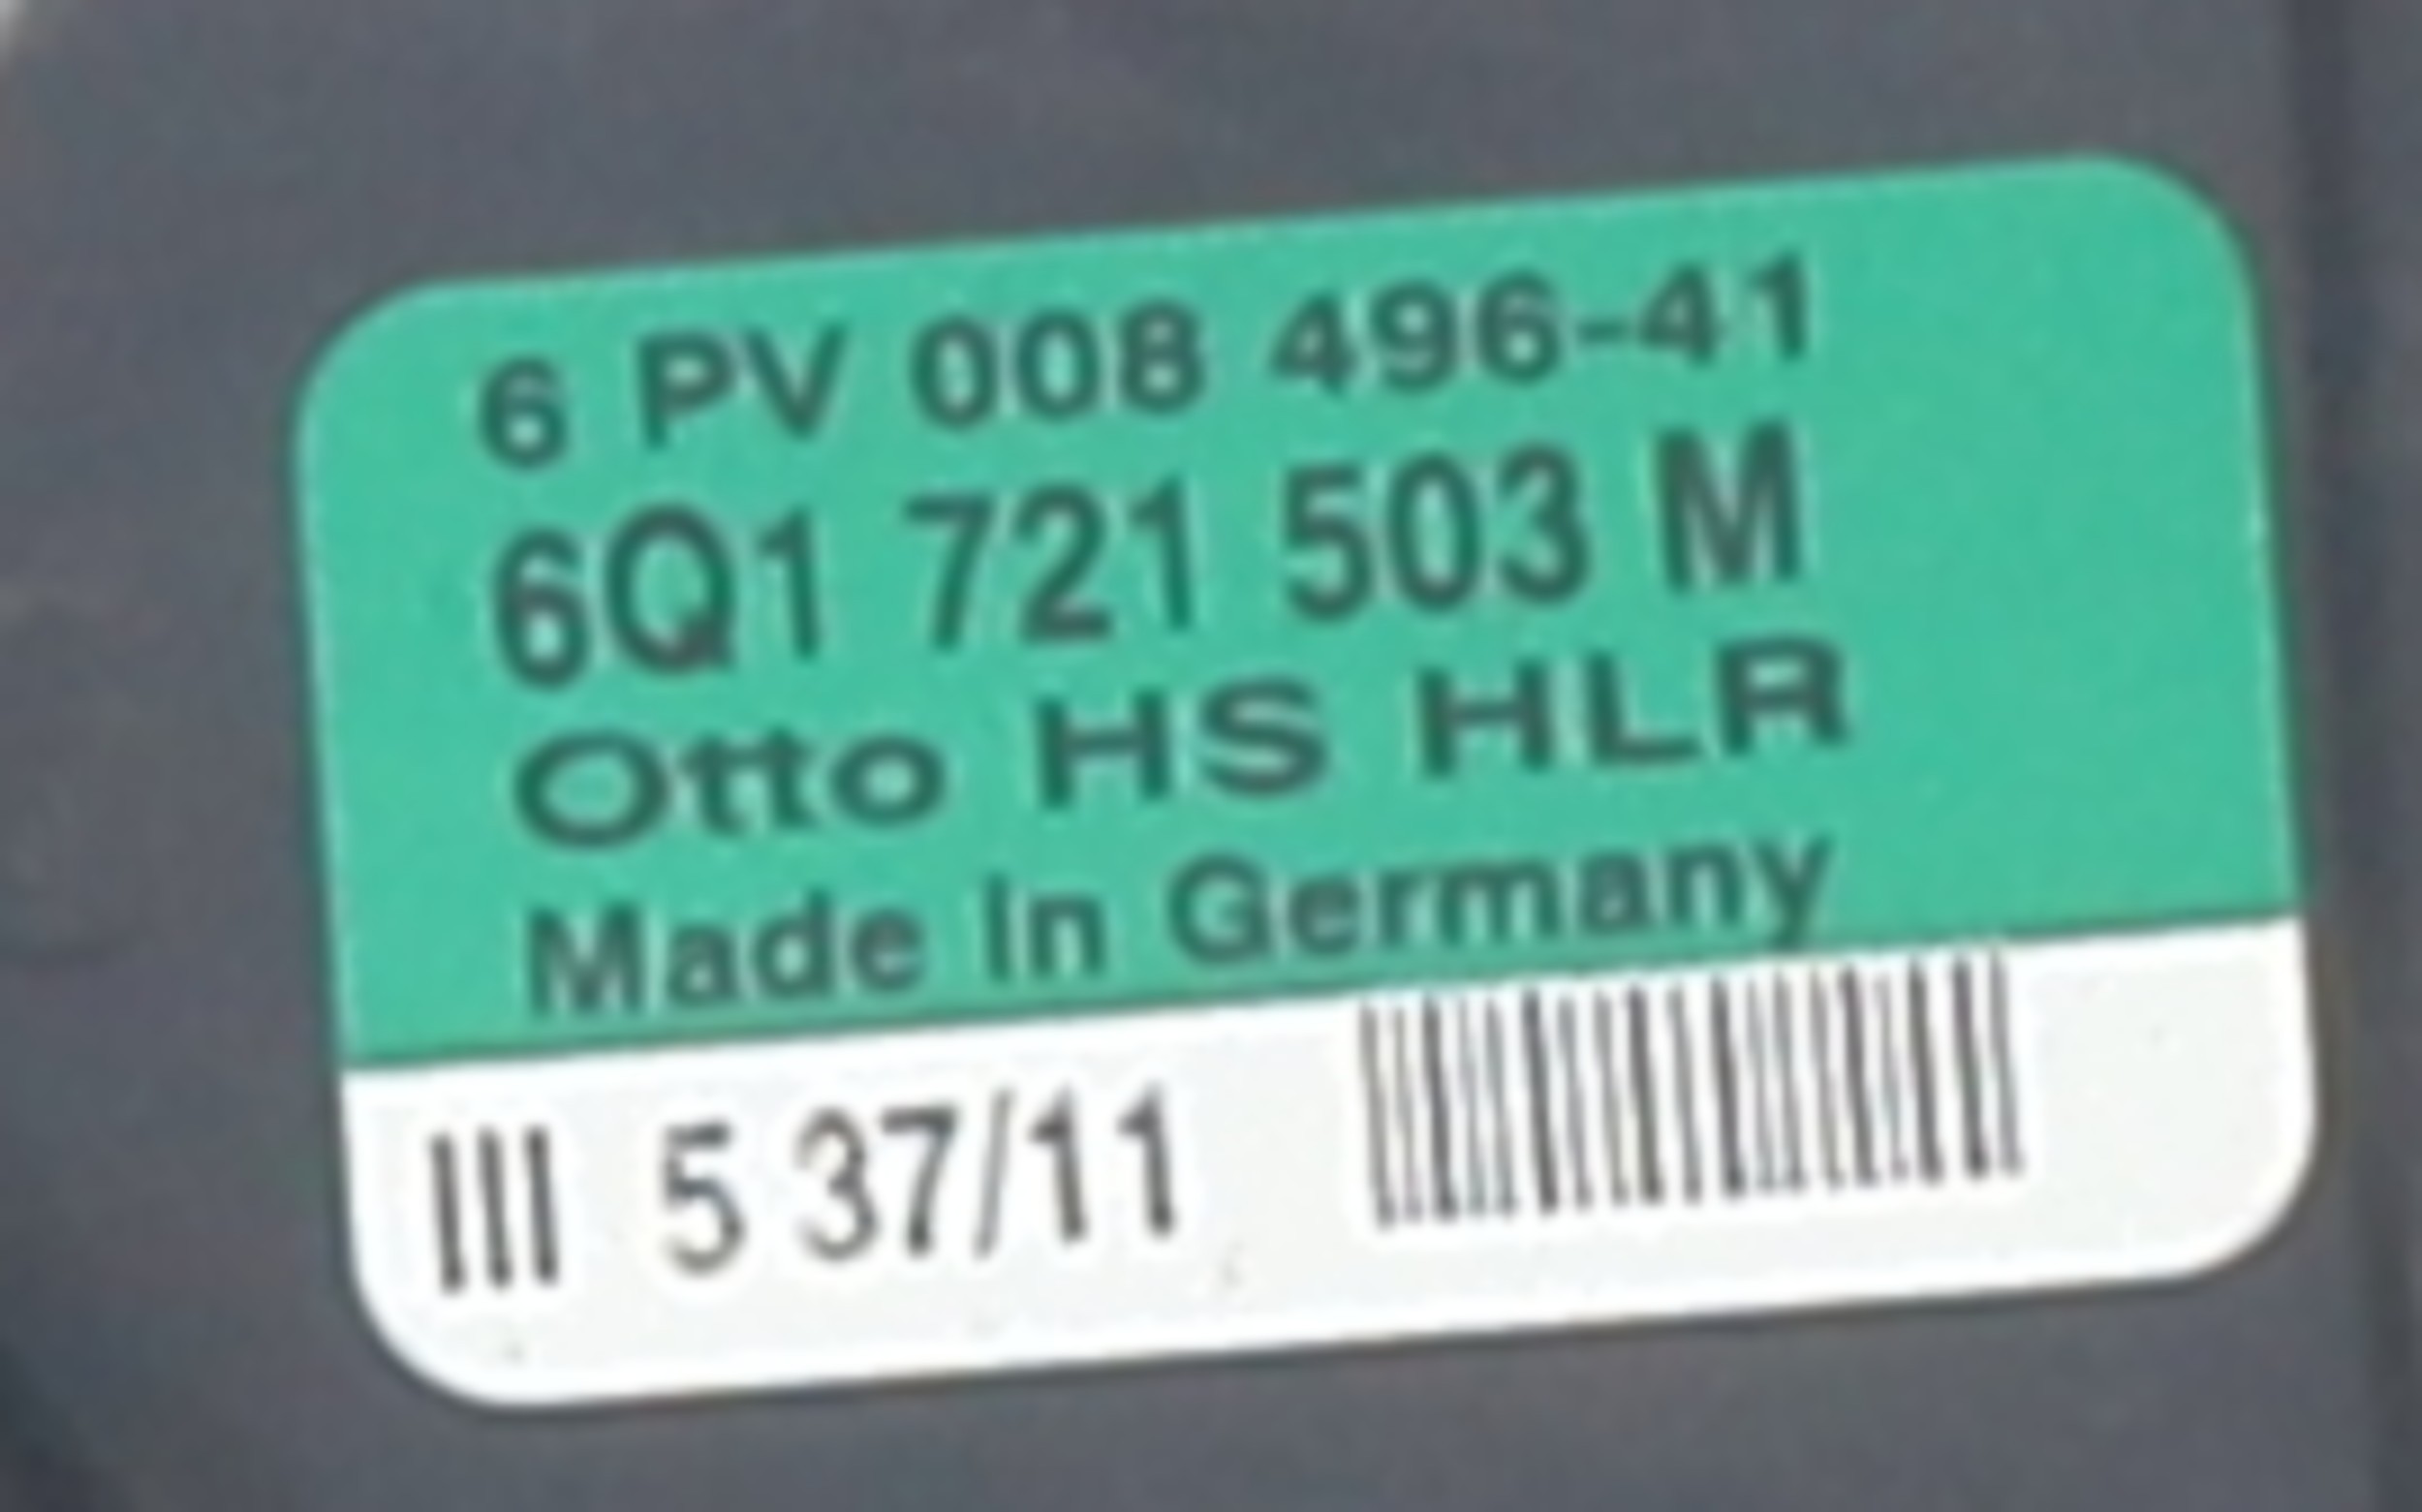 6 PV 008 496-41
6Q1 721 503 M
Otto HS HLR
Made in Germany
III 5 37/11